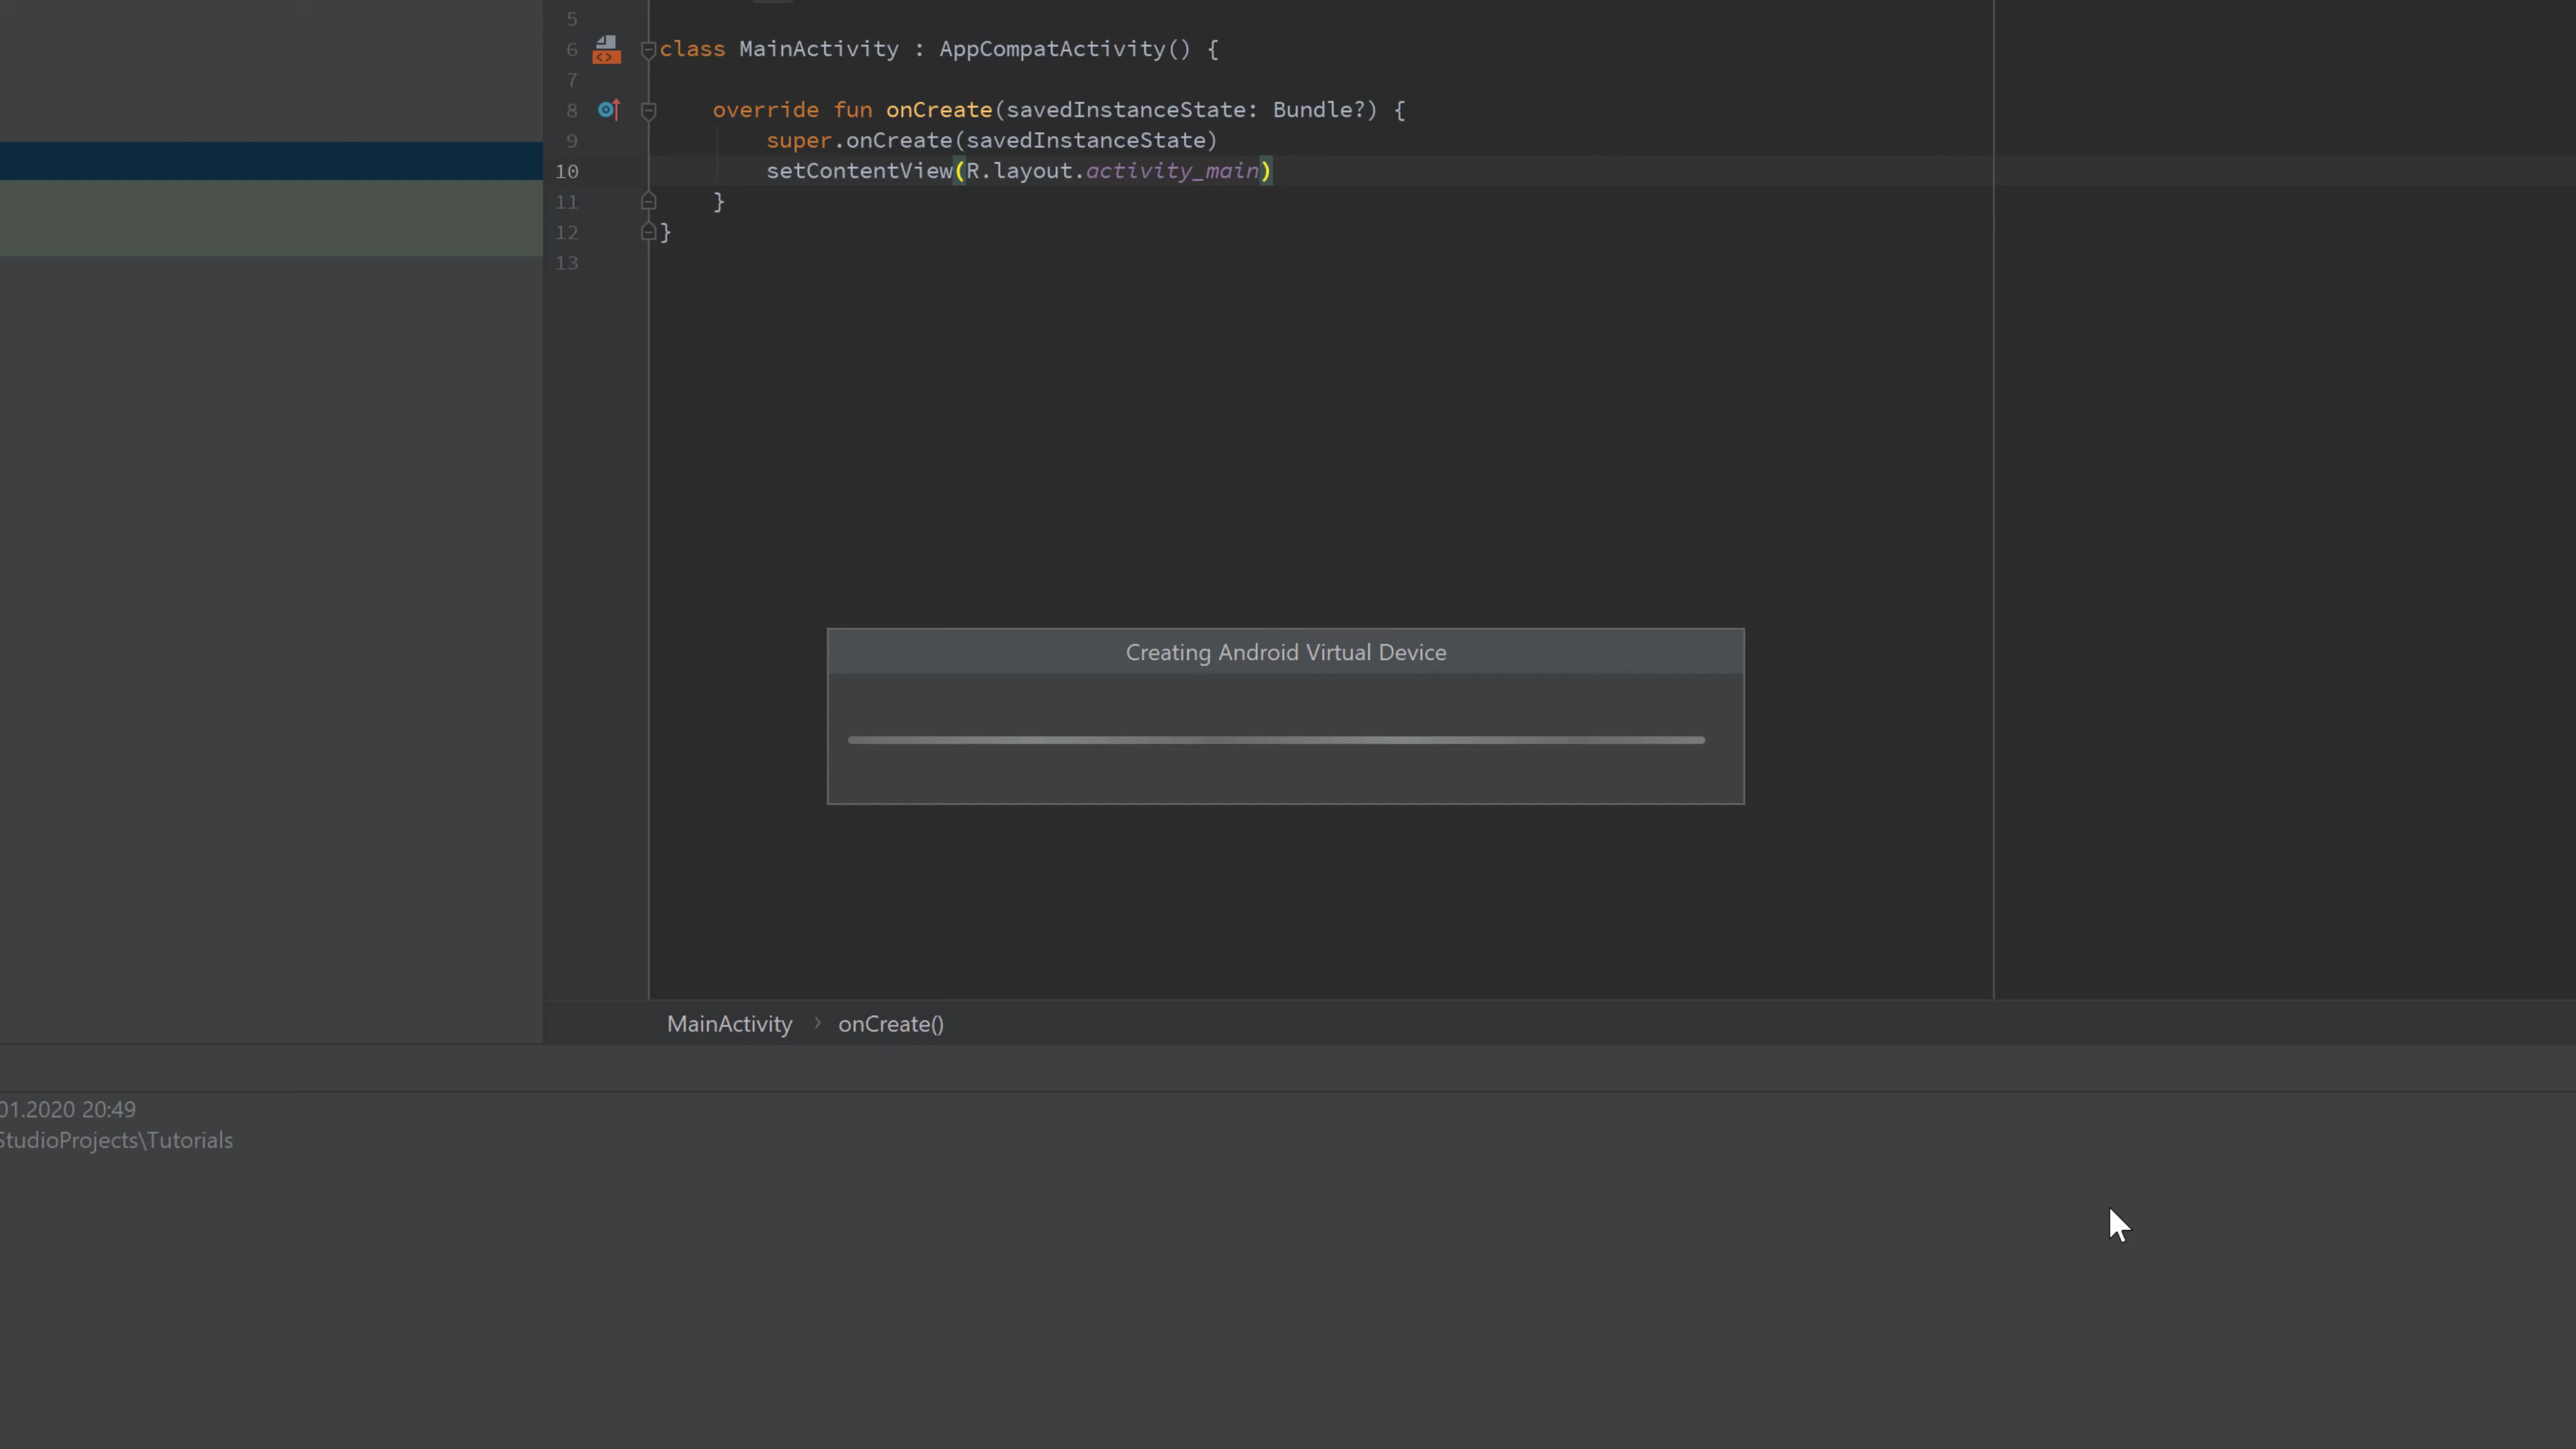 5
6 class MainActivity : AppCompatActivity() {
7
8 override fun onCreate(savedInstanceState: Bundle?) {
9 super.onCreate(savedInstanceState)
10 setContentView(R.layout.activity_main)
11 }
12 }
13
Creating Android Virtual Device
MainActivity › onCreate()
01.2020 20:49
StudioProjects\Tutorials